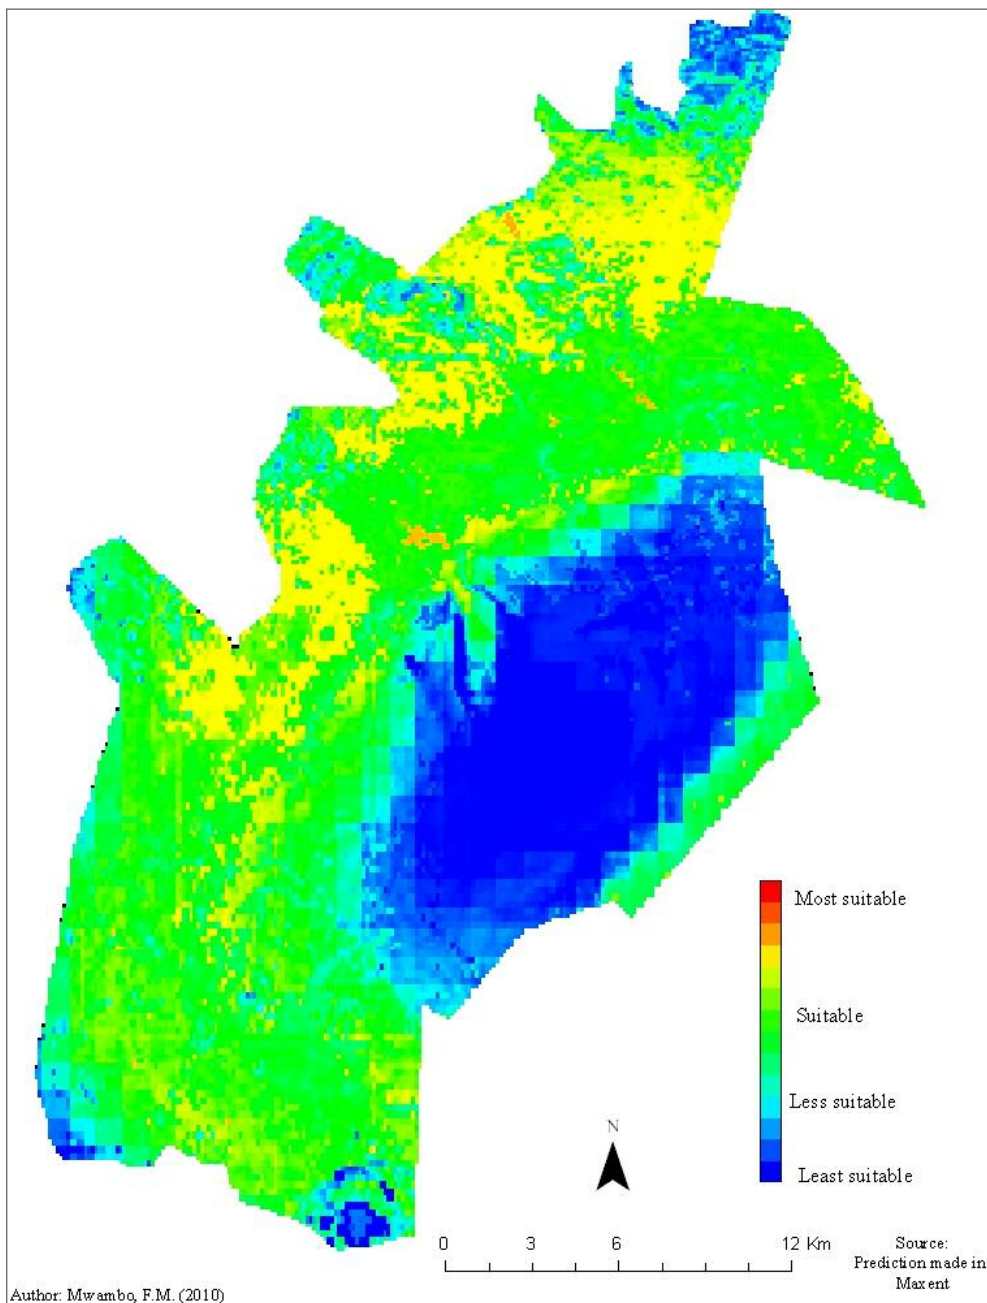 Most suitable
Suitable
Less suitable
Least suitable
N
0 3 6 12 Km
Source:
Prediction made in
Maxent
Author: Mwambo, F.M. (2010)